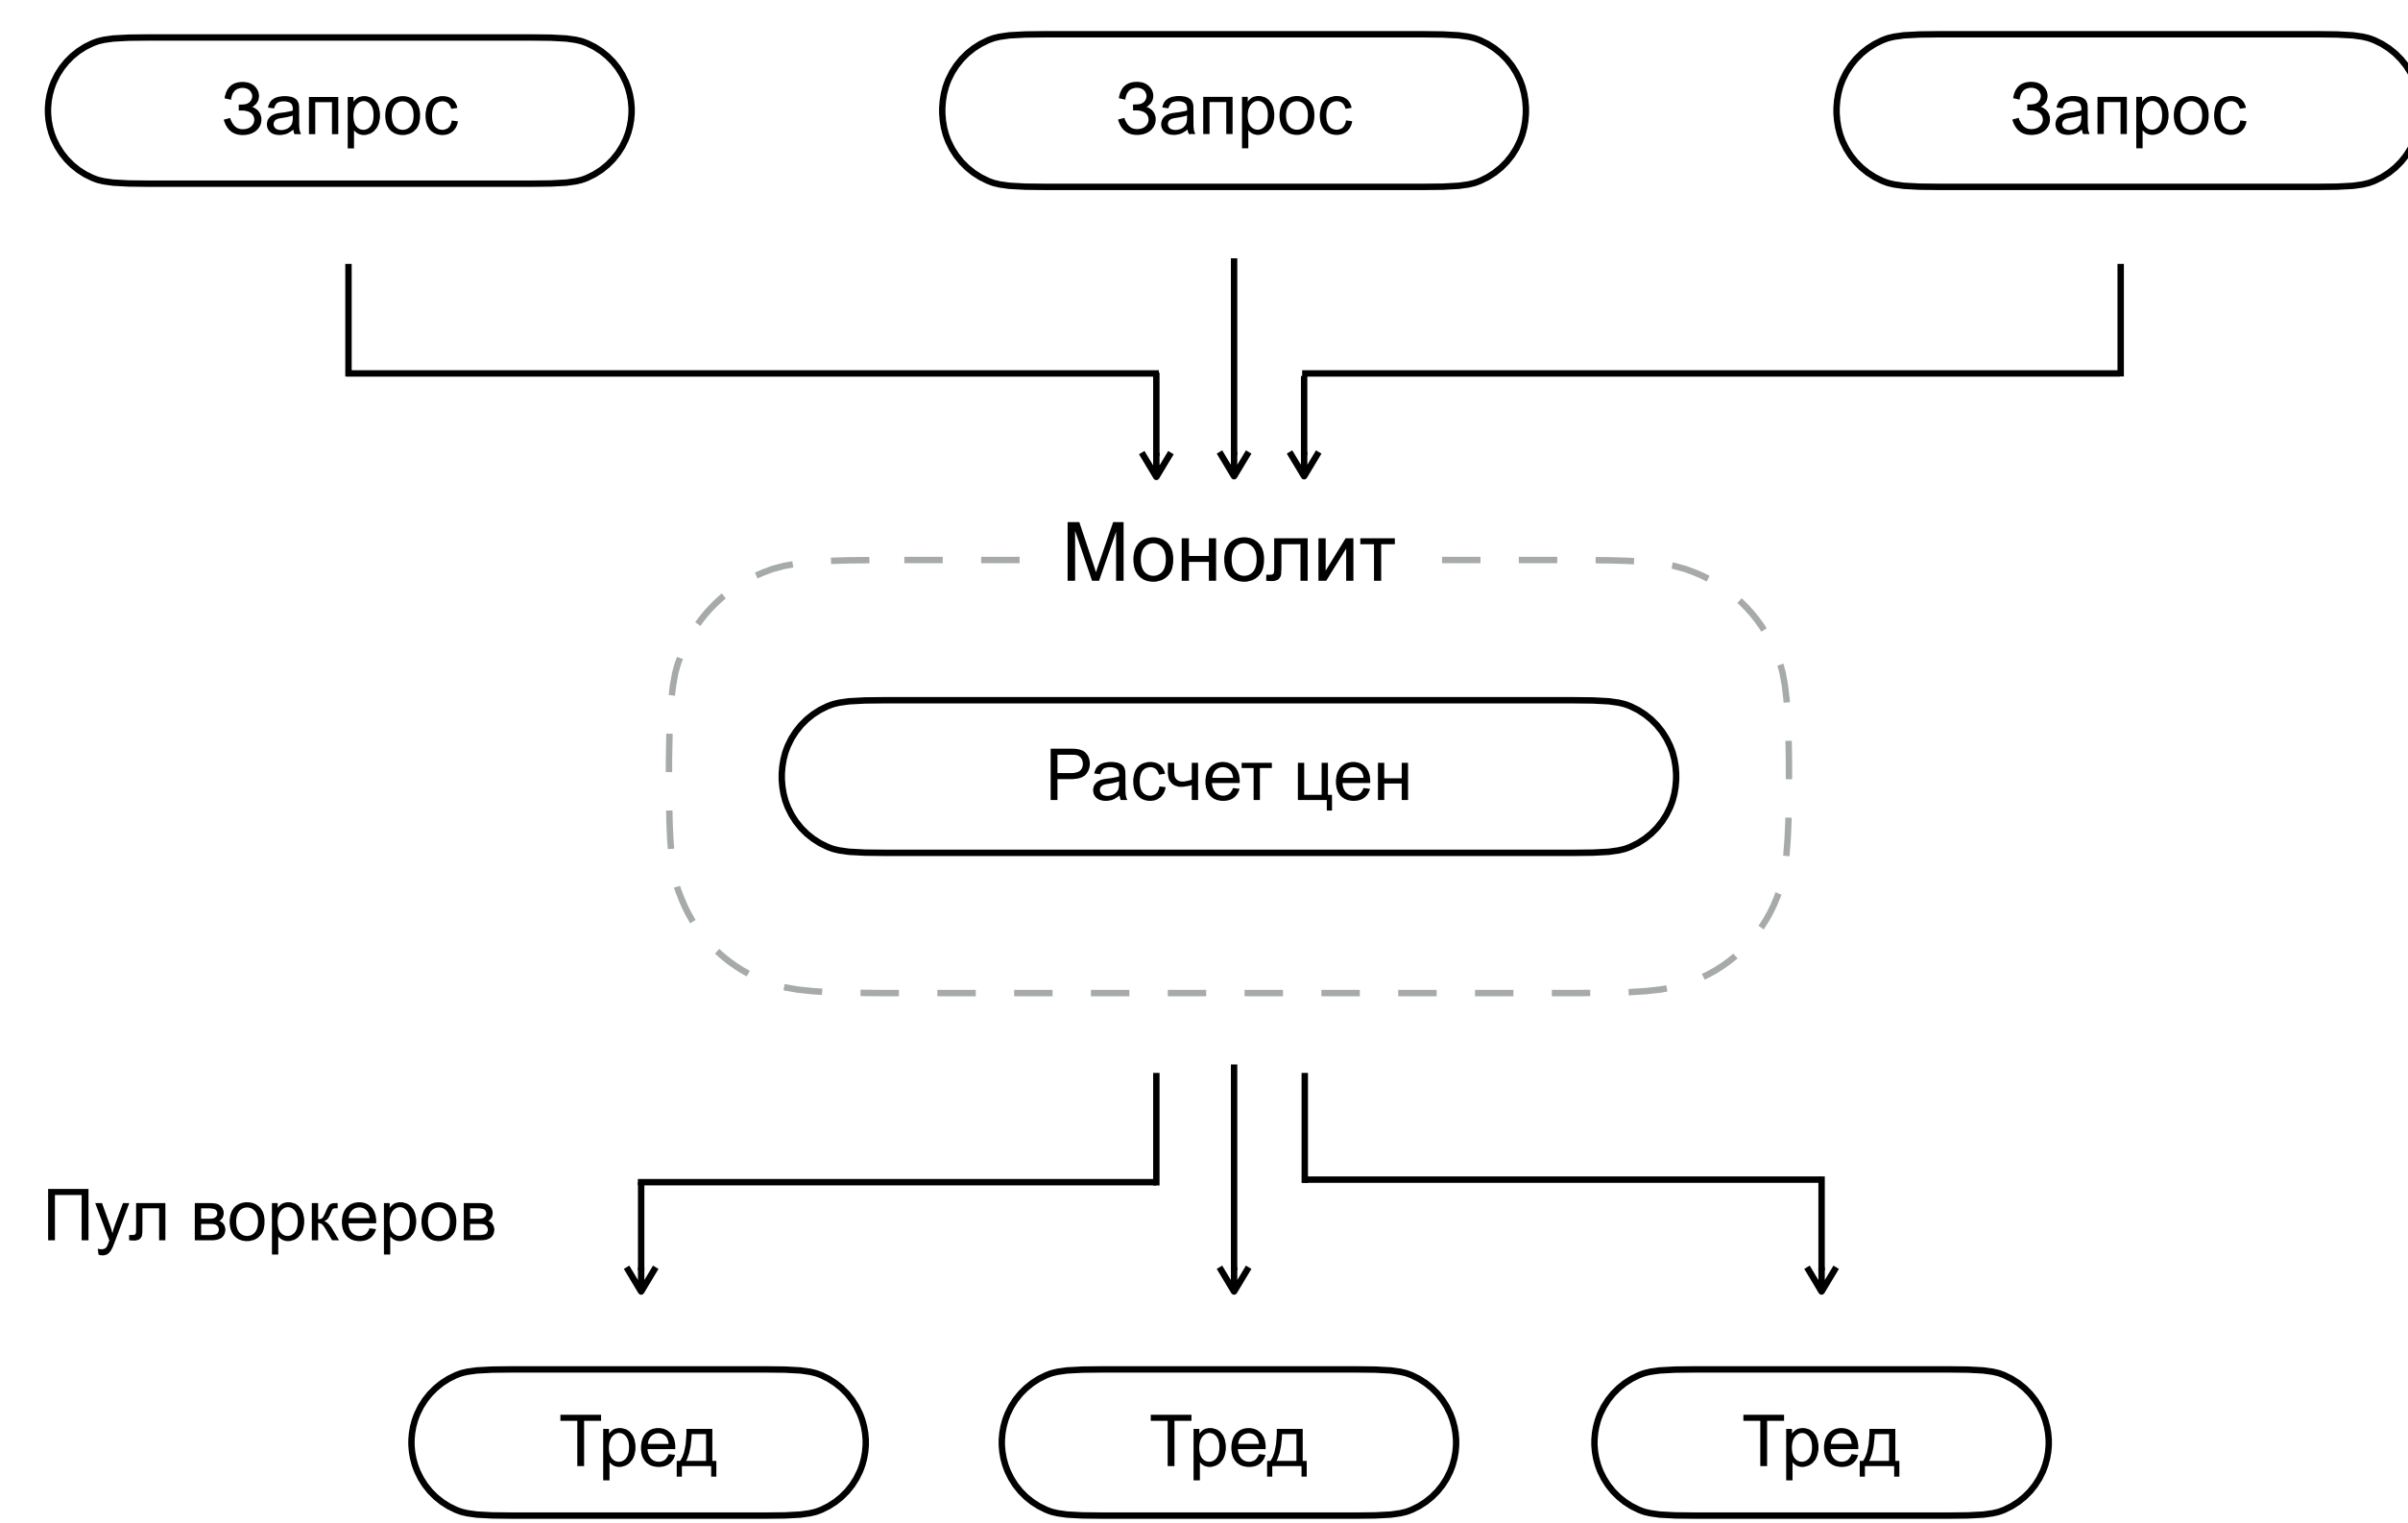 Запрос
Запрос
Запрос
Монолит
Расчет цен
Пул воркеров
Тред
Тред
Тред